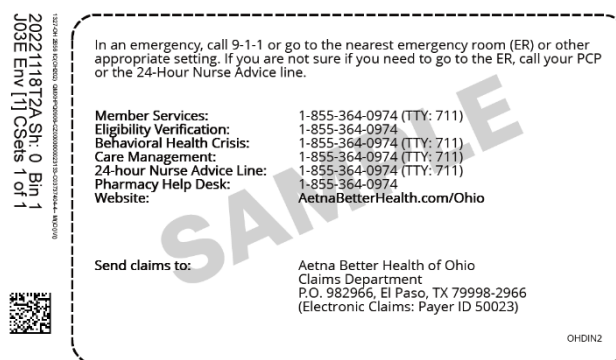 In an emergency, call 9-1-1 or go to the nearest emergency room (ER) or other
appropriate setting. If you are not sure if you need to go to the ER, call your PCP
or the 24-Hour Nurse Advice line.
Member Services: 1-855-364-0974 (TTY: 711)
Eligibility Verification: 1-855-364-0974
Behavioral Health Crisis: 1-855-364-0974 (TTY: 711)
Care Management: 1-855-364-0974 (TTY: 711)
24-hour Nurse Advice Line: 1-855-364-0974 (TTY: 711)
Pharmacy Help Desk: 1-855-364-0974
Website: AetnaBetterHealth.com/Ohio
SAMPLE
Send claims to: Aetna Better Health of Ohio
Claims Department
P.O. 982966, El Paso, TX 79998-2966
(Electronic Claims: Payer ID 50023)
OHDIN2
20221118T2A Sh: 0 Bin 1
J03E Env [1] CSets 1 of 1